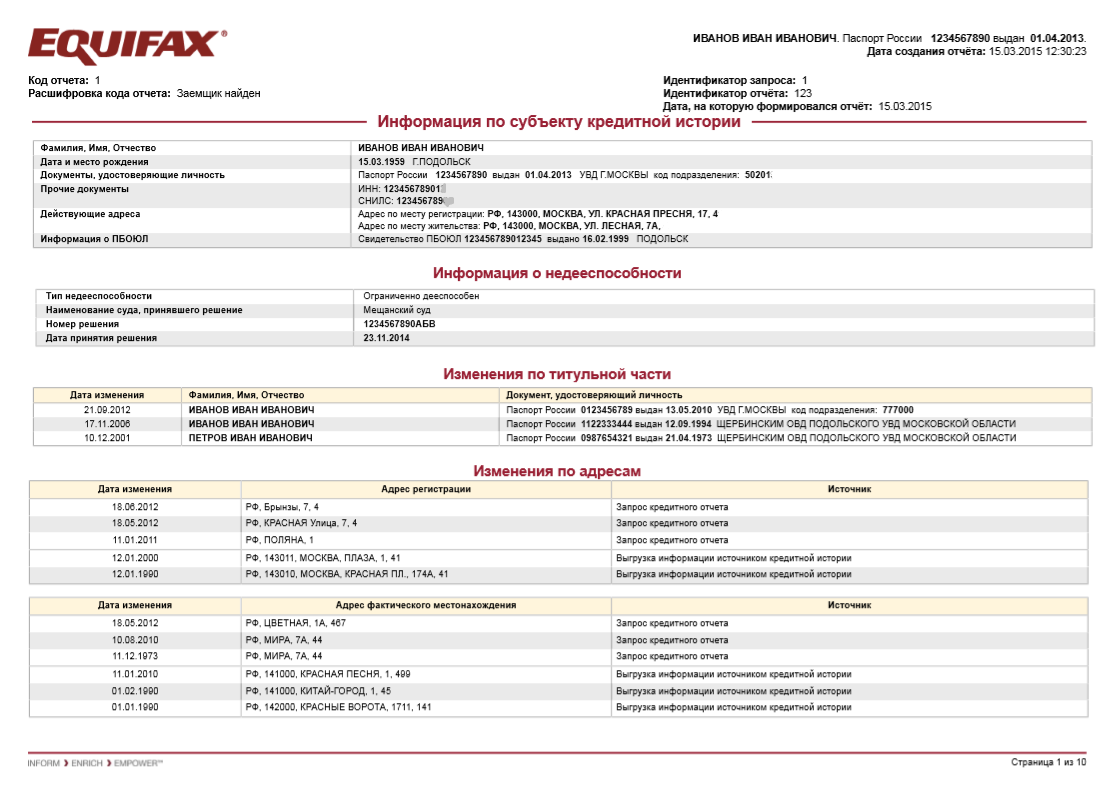 EQUIFAX®
ИВАНОВ ИВАН ИВАНОВИЧ. Паспорт России 1234567890 выдан 01.04.2013.
Дата создания отчёта: 15.03.2015 12:30:23
Код отчета: 1
Расшифровка кода отчета: Заемщик найден
Идентификатор запроса: 1
Идентификатор отчёта: 123
Дата, на которую формировался отчёт: 15.03.2015
Информация по субъекту кредитной истории
Фамилия, Имя, Отчество ИВАНОВ ИВАН ИВАНОВИЧ
Дата и место рождения 15.03.1959 Г.ПОДОЛЬСК
Документы, удостоверяющие личность Паспорт России 1234567890 выдан 01.04.2013 УВД Г.МОСКВЫ код подразделения: 50201
Прочие документы ИНН: 12345678901
СНИЛС: 123456789
Действующие адреса Адрес по месту регистрации: РФ, 143000, МОСКВА, УЛ. КРАСНАЯ ПРЕСНЯ, 17, 4
Адрес по месту жительства: РФ, 143000, МОСКВА, УЛ. ЛЕСНАЯ, 7А,
Информация о ПБОЮЛ Свидетельство ПБОЮЛ 123456789012345 выдано 16.02.1999 ПОДОЛЬСК
Информация о недееспособности
Тип недееспособности Ограниченно дееспособен
Наименование суда, принявшего решение Мещанский суд
Номер решения 1234567890АБВ
Дата принятия решения 23.11.2014
Изменения по титульной части
Дата изменения Фамилия, Имя, Отчество Документ, удостоверяющий личность
21.09.2012 ИВАНОВ ИВАН ИВАНОВИЧ Паспорт России 0123456789 выдан 13.05.2010 УВД Г.МОСКВЫ код подразделения: 777000
17.11.2006 ИВАНОВ ИВАН ИВАНОВИЧ Паспорт России 1122333444 выдан 12.09.1994 ЩЕРБИНСКИМ ОВД ПОДОЛЬСКОГО УВД МОСКОВСКОЙ ОБЛАСТИ
10.12.2001 ПЕТРОВ ИВАН ИВАНОВИЧ Паспорт России 0987654321 выдан 21.04.1973 ЩЕРБИНСКИМ ОВД ПОДОЛЬСКОГО УВД МОСКОВСКОЙ ОБЛАСТИ
Изменения по адресам
Дата изменения Адрес регистрации Источник
18.06.2012 РФ, Брынзы, 7, 4 Запрос кредитного отчета
18.05.2012 РФ, КРАСНАЯ Улица, 7, 4 Запрос кредитного отчета
11.01.2011 РФ, ПОЛЯНА, 1 Запрос кредитного отчета
12.01.2000 РФ, 143011, МОСКВА, ПЛАЗА, 1, 41 Выгрузка информации источником кредитной истории
12.01.1990 РФ, 143010, МОСКВА, КРАСНАЯ ПЛ., 174А, 41 Выгрузка информации источником кредитной истории
Дата изменения Адрес фактического местонахождения Источник
18.05.2012 РФ, ЦВЕТНАЯ, 1А, 467 Запрос кредитного отчета
10.08.2010 РФ, МИРА, 7А, 44 Запрос кредитного отчета
11.12.1973 РФ, МИРА, 7А, 44 Запрос кредитного отчета
11.01.2010 РФ, 141000, КРАСНАЯ ПЕСНЯ, 1, 499 Выгрузка информации источником кредитной истории
01.02.1990 РФ, 141000, КИТАЙ-ГОРОД, 1, 45 Выгрузка информации источником кредитной истории
01.01.1990 РФ, 142000, КРАСНЫЕ ВОРОТА, 1711, 141 Выгрузка информации источником кредитной истории
INFORM ❯ ENRICH ❯ EMPOWER™
Страница 1 из 10